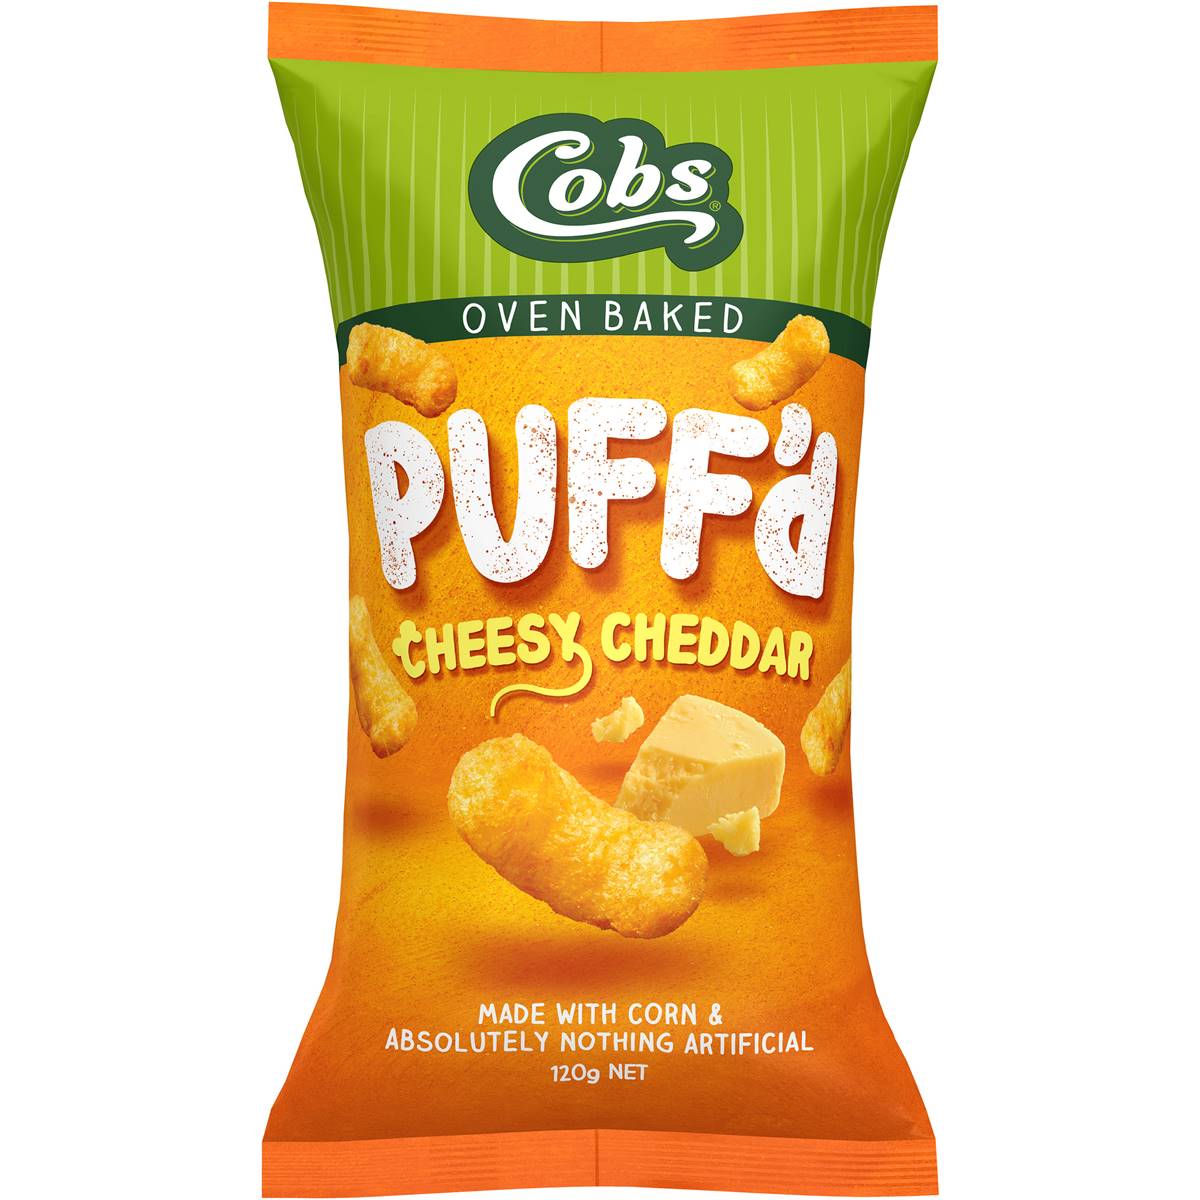 Cobs®
OVEN BAKED
PUFF'd
CHEESY CHEDDAR
MADE WITH CORN &
ABSOLUTELY NOTHING ARTIFICIAL
120g NET